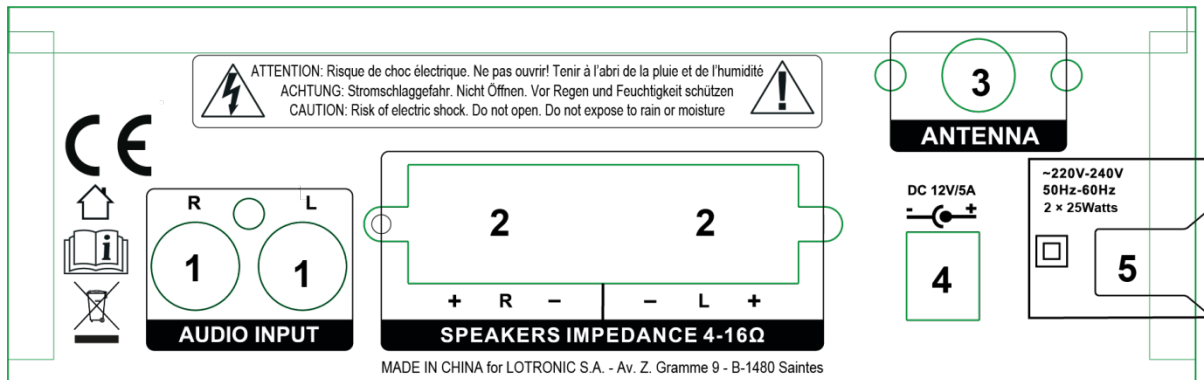 ATTENTION: Risque de choc électrique. Ne pas ouvrir! Tenir à l'abri de la pluie et de l'humidité
ACHTUNG: Stromschlaggefahr. Nicht Öffnen. Vor Regen und Feuchtigkeit schützen
CAUTION: Risk of electric shock. Do not open. Do not expose to rain or moisture
3
ANTENNA
CE
i
R L
1 1
AUDIO INPUT
2 2
+ R – – L +
SPEAKERS IMPEDANCE 4-16Ω
DC 12V/5A
- +
4
~220V-240V
50Hz-60Hz
2 × 25Watts
5
MADE IN CHINA for LOTRONIC S.A. - Av. Z. Gramme 9 - B-1480 Saintes